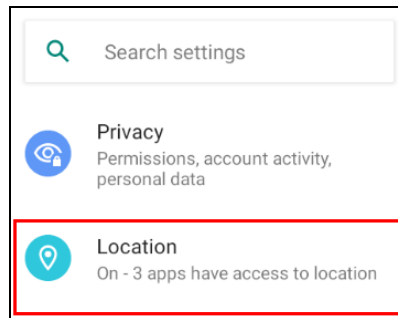 Search settings
Privacy
Permissions, account activity,
personal data
Location
On - 3 apps have access to location